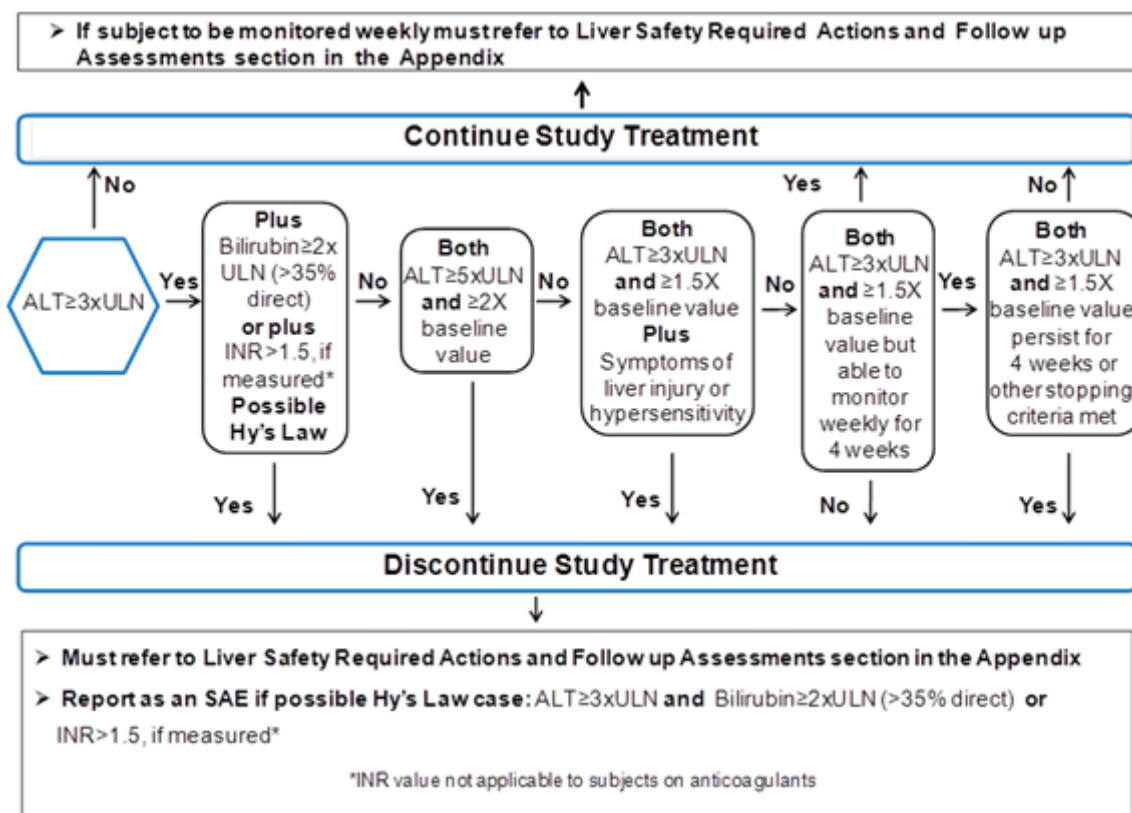 ➢ If subject to be monitored weekly must refer to Liver Safety Required Actions and Follow up
Assessments section in the Appendix
Continue Study Treatment
No
Yes
No
ALT≥3xULN
Yes
Plus
Bilirubin≥2x
ULN (>35%
direct)
or plus
INR>1.5, if
measured*
Possible
Hy's Law
No
Both
ALT≥5xULN
and ≥2X
baseline
value
No
Both
ALT≥3xULN
and ≥1.5X
baseline value
Plus
Symptoms of
liver injury or
hypersensitivity
No
Both
ALT≥3xULN
and ≥1.5X
baseline
value but
able to
monitor
weekly for
4 weeks
Yes
Both
ALT≥3xULN
and ≥1.5X
baseline value
persist for
4 weeks or
other stopping
criteria met
Yes
Yes
Yes
No
Yes
Discontinue Study Treatment
➢ Must refer to Liver Safety Required Actions and Follow up Assessments section in the Appendix
➢ Report as an SAE if possible Hy's Law case: ALT≥3xULN and Bilirubin≥2xULN (>35% direct) or
INR>1.5, if measured*
*INR value not applicable to subjects on anticoagulants